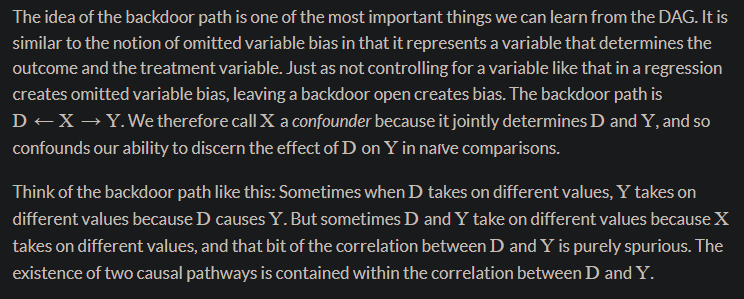 The idea of the backdoor path is one of the most important things we can learn from the DAG. It is
similar to the notion of omitted variable bias in that it represents a variable that determines the
outcome and the treatment variable. Just as not controlling for a variable like that in a regression
creates omitted variable bias, leaving a backdoor open creates bias. The backdoor path is
D ← X → Y. We therefore call X a confounder because it jointly determines D and Y, and so
confounds our ability to discern the effect of D on Y in naïve comparisons.
Think of the backdoor path like this: Sometimes when D takes on different values, Y takes on
different values because D causes Y. But sometimes D and Y take on different values because X
takes on different values, and that bit of the correlation between D and Y is purely spurious. The
existence of two causal pathways is contained within the correlation between D and Y.